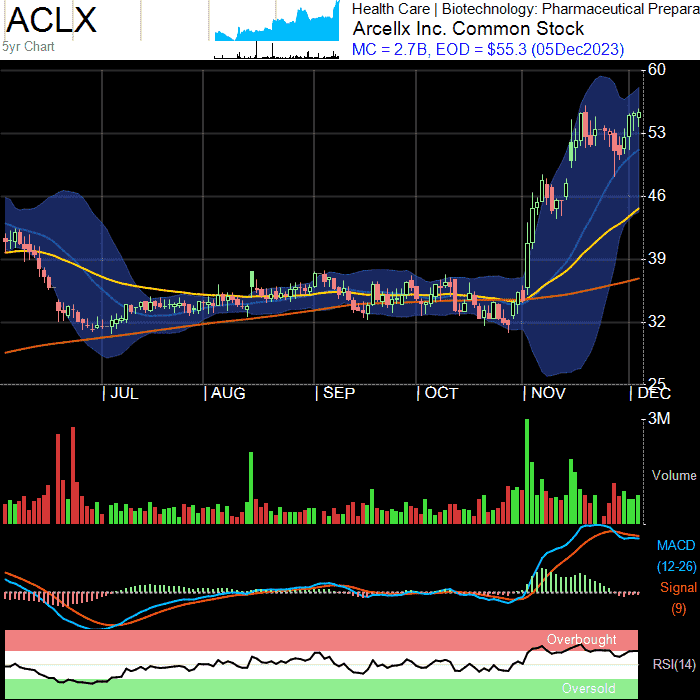 ACLX
5yr Chart
Health Care | Biotechnology: Pharmaceutical Prepara
Arcellx Inc. Common Stock
MC = 2.7B, EOD = $55.3 (05Dec2023)
60
53
46
39
32
25
| JUL | AUG | SEP | OCT | NOV | DEC
3M
Volume
MACD
(12-26)
Signal
(9)
Overbought
RSI(14)
Oversold